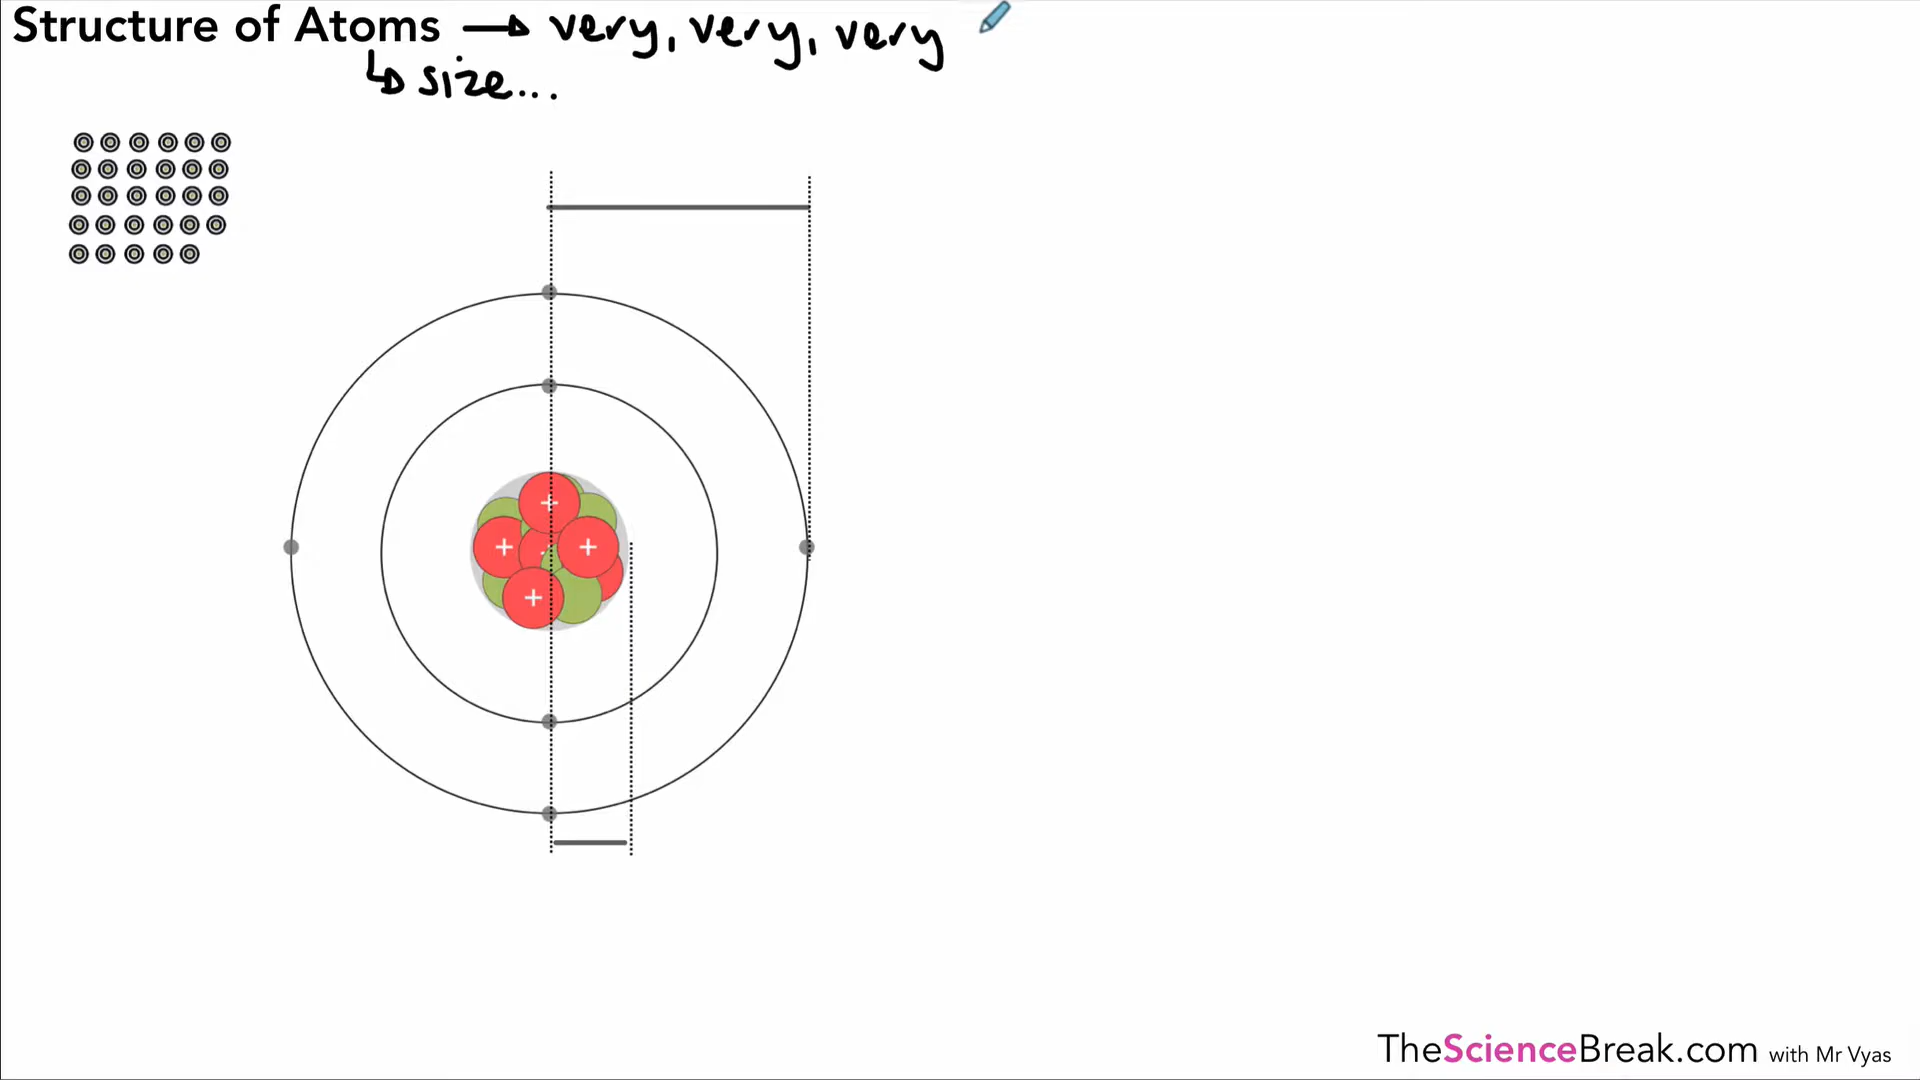 Structure of Atoms → very, very, very
↳ size...
+
+ +
+
TheScienceBreak.com with Mr Vyas